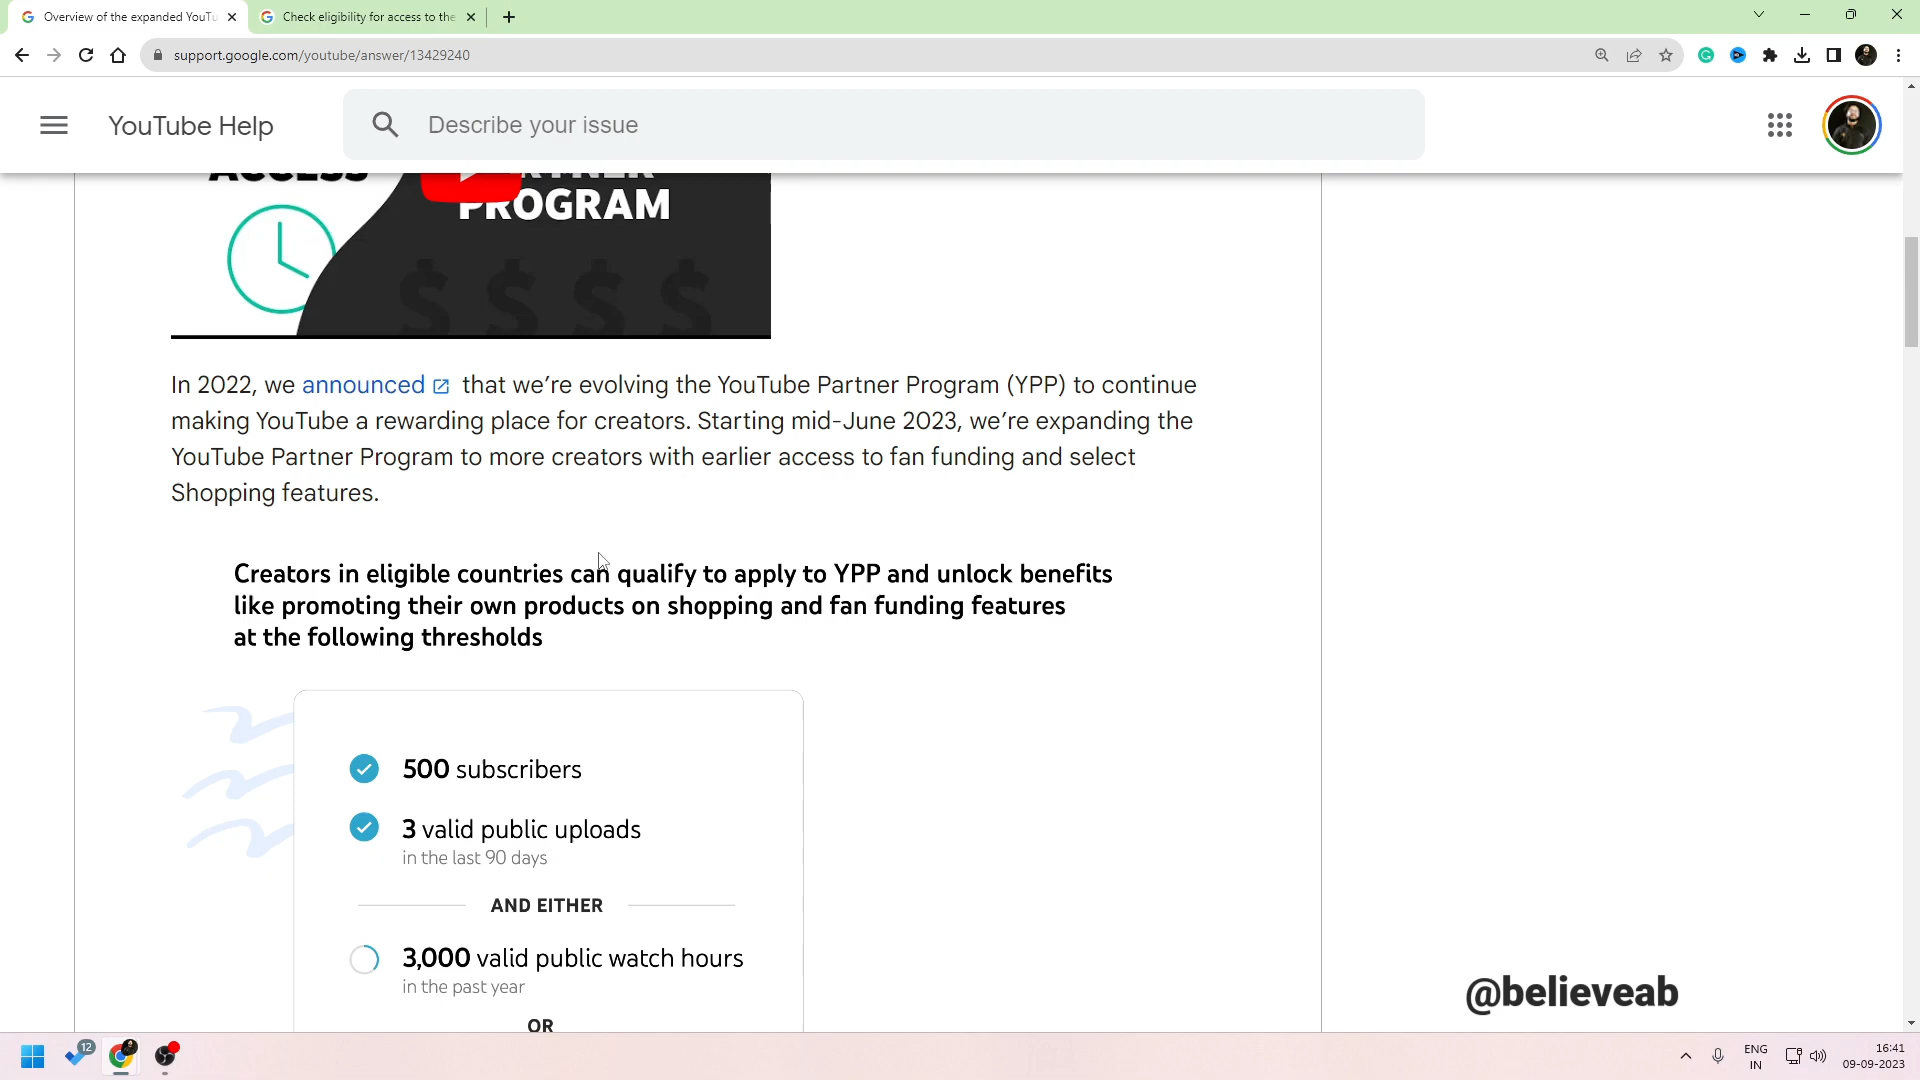 Overview of the expanded YouTu
Check eligibility for access to the
support.google.com/youtube/answer/13429240
YouTube Help
Describe your issue
ACCESS
PROGRAM
$ $ $ $
In 2022, we announced that we’re evolving the YouTube Partner Program (YPP) to continue
making YouTube a rewarding place for creators. Starting mid-June 2023, we’re expanding the
YouTube Partner Program to more creators with earlier access to fan funding and select
Shopping features.
Creators in eligible countries can qualify to apply to YPP and unlock benefits
like promoting their own products on shopping and fan funding features
at the following thresholds
500 subscribers
3 valid public uploads
in the last 90 days
AND EITHER
3,000 valid public watch hours
in the past year
OR
@believeab
12
ENG
IN
16:41
09-09-2023